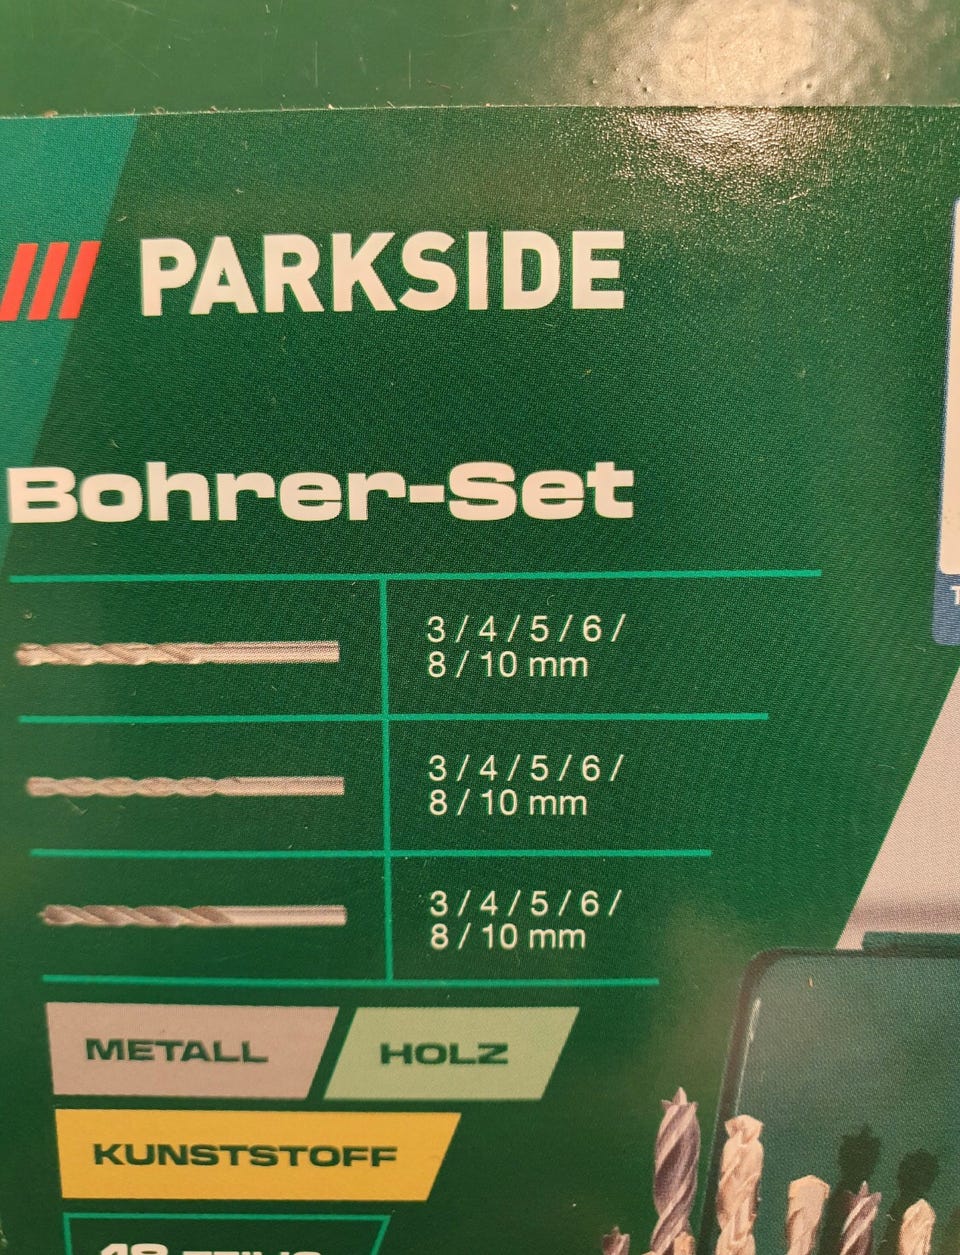 PARKSIDE
Bohrer-Set
3 / 4 / 5 / 6 /
8 / 10 mm
3 / 4 / 5 / 6 /
8 / 10 mm
3 / 4 / 5 / 6 /
8 / 10 mm
METALL HOLZ
KUNSTSTOFF